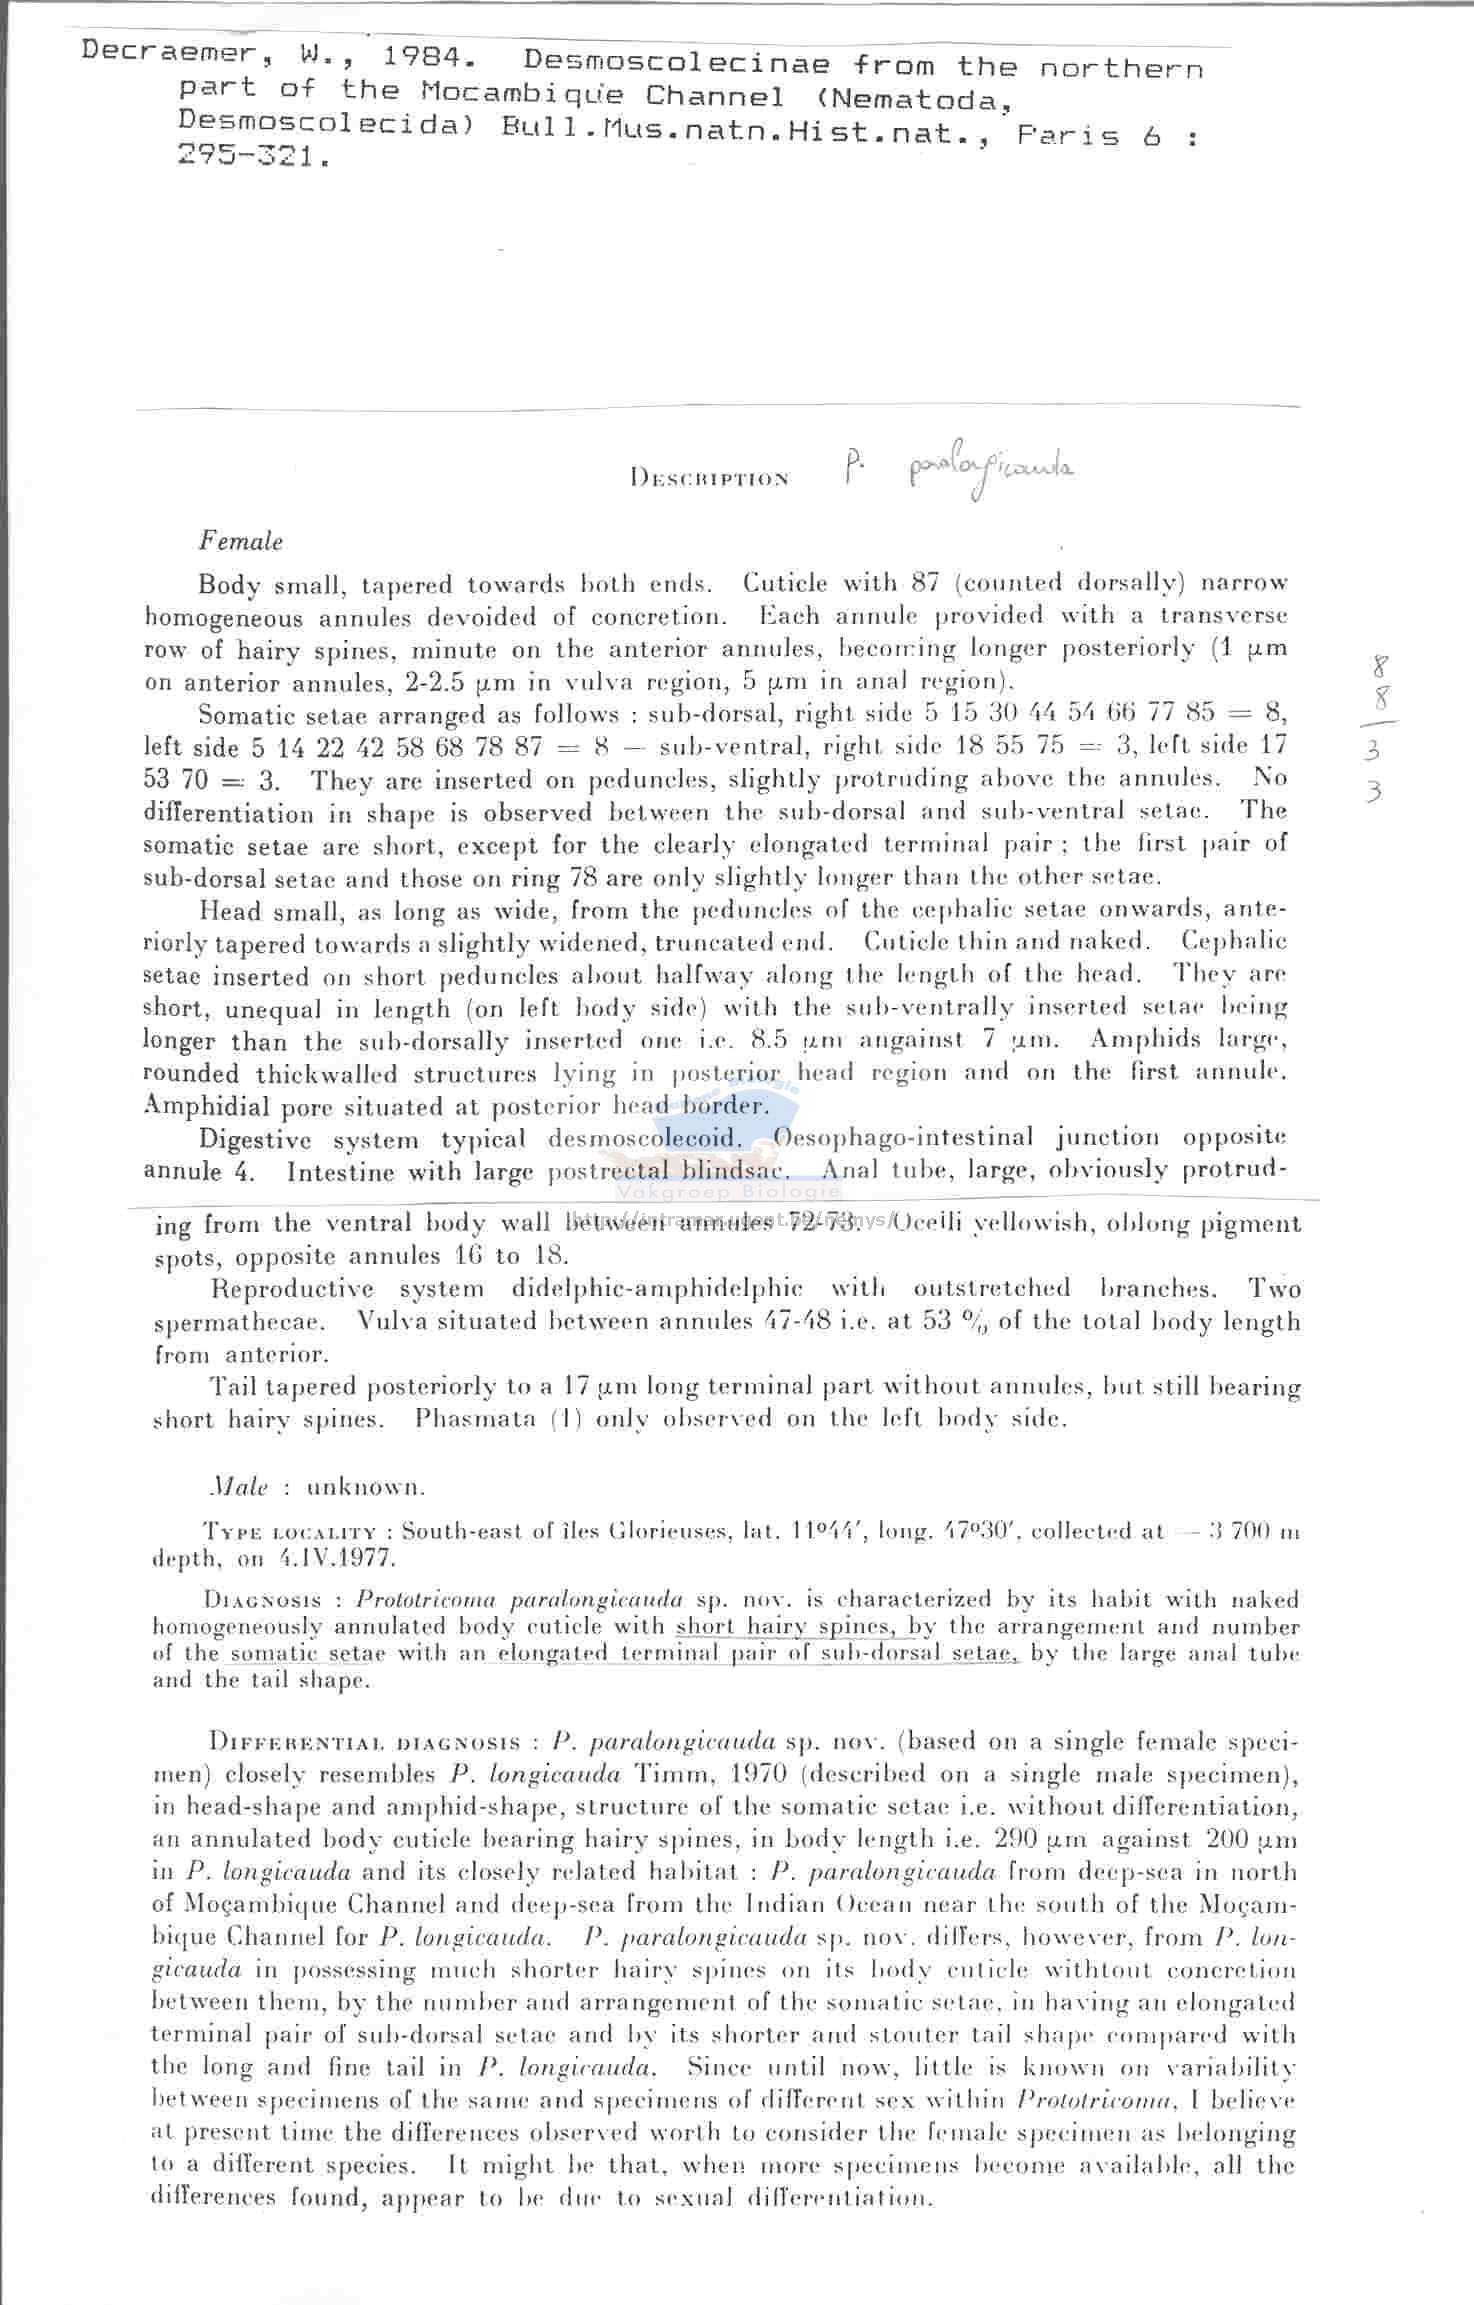 Decraemer, W., 1984. Desmoscolecinae from the northern
part of the Mocambique Channel (Nematoda,
Desmoscolecida) Bull.Mus.natn.Hist.nat., Paris 6 :
295-321.
DESCRIPTION P. paralongicauda
Female
Body small, tapered towards both ends. Cuticle with 87 (counted dorsally) narrow
homogeneous annules devoided of concretion. Each annule provided with a transverse
row of hairy spines, minute on the anterior annules, becoming longer posteriorly (1 µm
on anterior annules, 2-2.5 µm in vulva region, 5 µm in anal region).
8
8
3
3
Somatic setae arranged as follows : sub-dorsal, right side 5 15 30 44 54 66 77 85 = 8,
left side 5 14 22 42 58 68 78 87 = 8 — sub-ventral, right side 18 55 75 = 3, left side 17
53 70 = 3. They are inserted on peduncles, slightly protruding above the annules. No
differentiation in shape is observed between the sub-dorsal and sub-ventral setae. The
somatic setae are short, except for the clearly elongated terminal pair ; the first pair of
sub-dorsal setae and those on ring 78 are only slightly longer than the other setae.
Head small, as long as wide, from the peduncles of the cephalic setae onwards, ante-
riorly tapered towards a slightly widened, truncated end. Cuticle thin and naked. Cephalic
setae inserted on short peduncles about halfway along the length of the head. They are
short, unequal in length (on left body side) with the sub-ventrally inserted setae being
longer than the sub-dorsally inserted one i.e. 8.5 µm angainst 7 µm. Amphids large,
rounded thickwalled structures lying in posterior head region and on the first annule.
Amphidial pore situated at posterior head border.
Digestive system typical desmoscolecoid. Oesophago-intestinal junction opposite
annule 4. Intestine with large postrectal blindsac. Anal tube, large, obviously protrud-
Vakgroep Biologie
http://intramar.ugent.be/nemys/
ing from the ventral body wall between annules 72-73. Ocelli yellowish, oblong pigment
spots, opposite annules 16 to 18.
Reproductive system didelphic-amphidelphic with outstretched branches. Two
spermathecae. Vulva situated between annules 47-48 i.e. at 53 % of the total body length
from anterior.
Tail tapered posteriorly to a 17 µm long terminal part without annules, but still bearing
short hairy spines. Phasmata (1) only observed on the left body side.
Male : unknown.
TYPE LOCALITY : South-east of îles Glorieuses, lat. 11°44′, long. 47°30′, collected at — 3 700 m
depth, on 4.IV.1977.
DIAGNOSIS : Prototricoma paralongicauda sp. nov. is characterized by its habit with naked
homogeneously annulated body cuticle with short hairy spines, by the arrangement and number
of the somatic setae with an elongated terminal pair of sub-dorsal setae, by the large anal tube
and the tail shape.
DIFFERENTIAL DIAGNOSIS : P. paralongicauda sp. nov. (based on a single female speci-
men) closely resembles P. longicauda Timm, 1970 (described on a single male specimen),
in head-shape and amphid-shape, structure of the somatic setae i.e. without differentiation,
an annulated body cuticle bearing hairy spines, in body length i.e. 290 µm against 200 µm
in P. longicauda and its closely related habitat : P. paralongicauda from deep-sea in north
of Moçambique Channel and deep-sea from the Indian Ocean near the south of the Moçam-
bique Channel for P. longicauda. P. paralongicauda sp. nov. differs, however, from P. lon-
gicauda in possessing much shorter hairy spines on its body cuticle withtout concretion
between them, by the number and arrangement of the somatic setae, in having an elongated
terminal pair of sub-dorsal setae and by its shorter and stouter tail shape compared with
the long and fine tail in P. longicauda. Since until now, little is known on variability
between specimens of the same and specimens of different sex within Prototricoma, I believe
at present time the differences observed worth to consider the female specimen as belonging
to a different species. It might be that, when more specimens become available, all the
differences found, appear to be due to sexual differentiation.